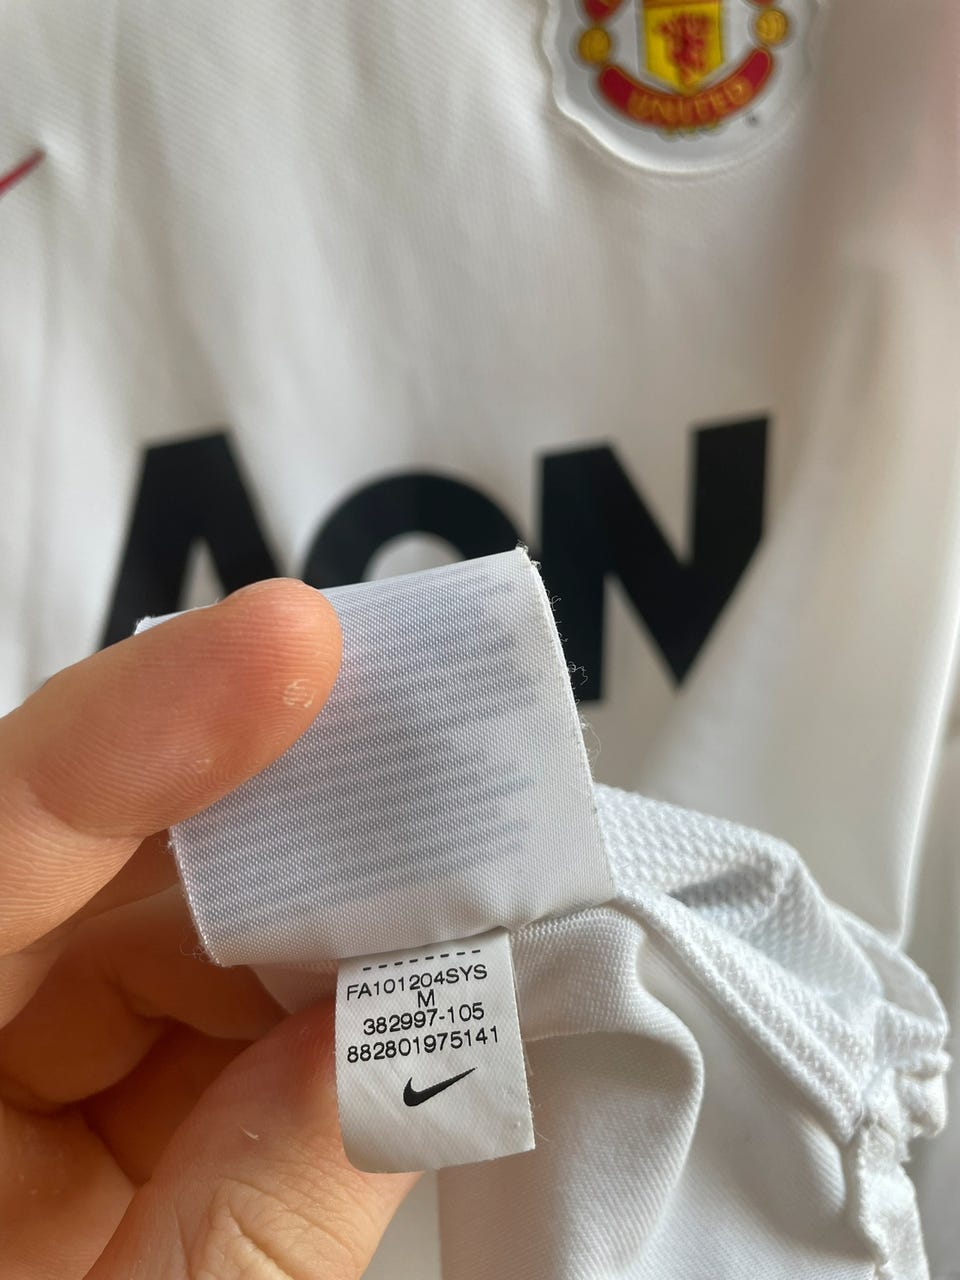 UNITED
AON
FA101204SYS
M
382997-105
882801975141